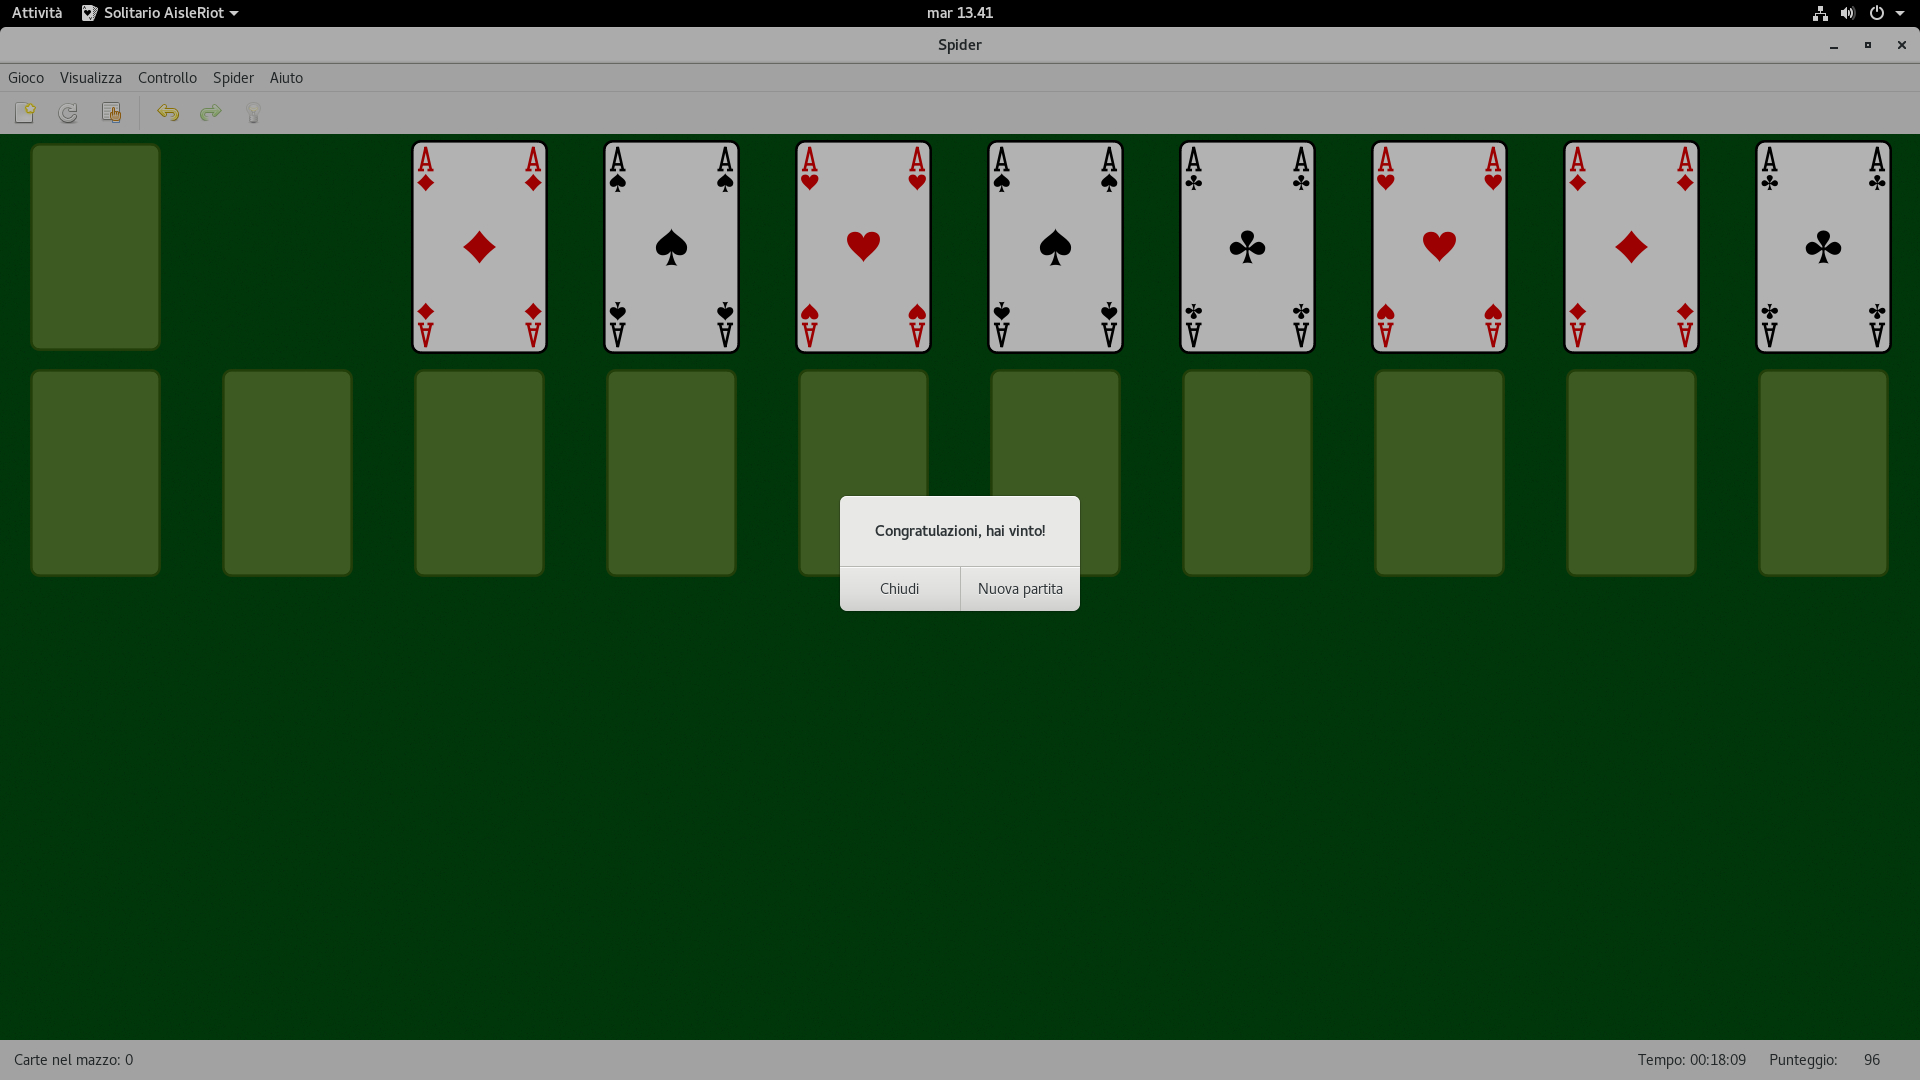 Attività Solitario AisleRiot mar 13.41
Spider
Gioco Visualizza Controllo Spider Aiuto
A A A A A A A A A A A A A A A A
A A A A A A A A A A A A A A A A
Congratulazioni, hai vinto!
Chiudi Nuova partita
Carte nel mazzo: 0 Tempo: 00:18:09 Punteggio: 96